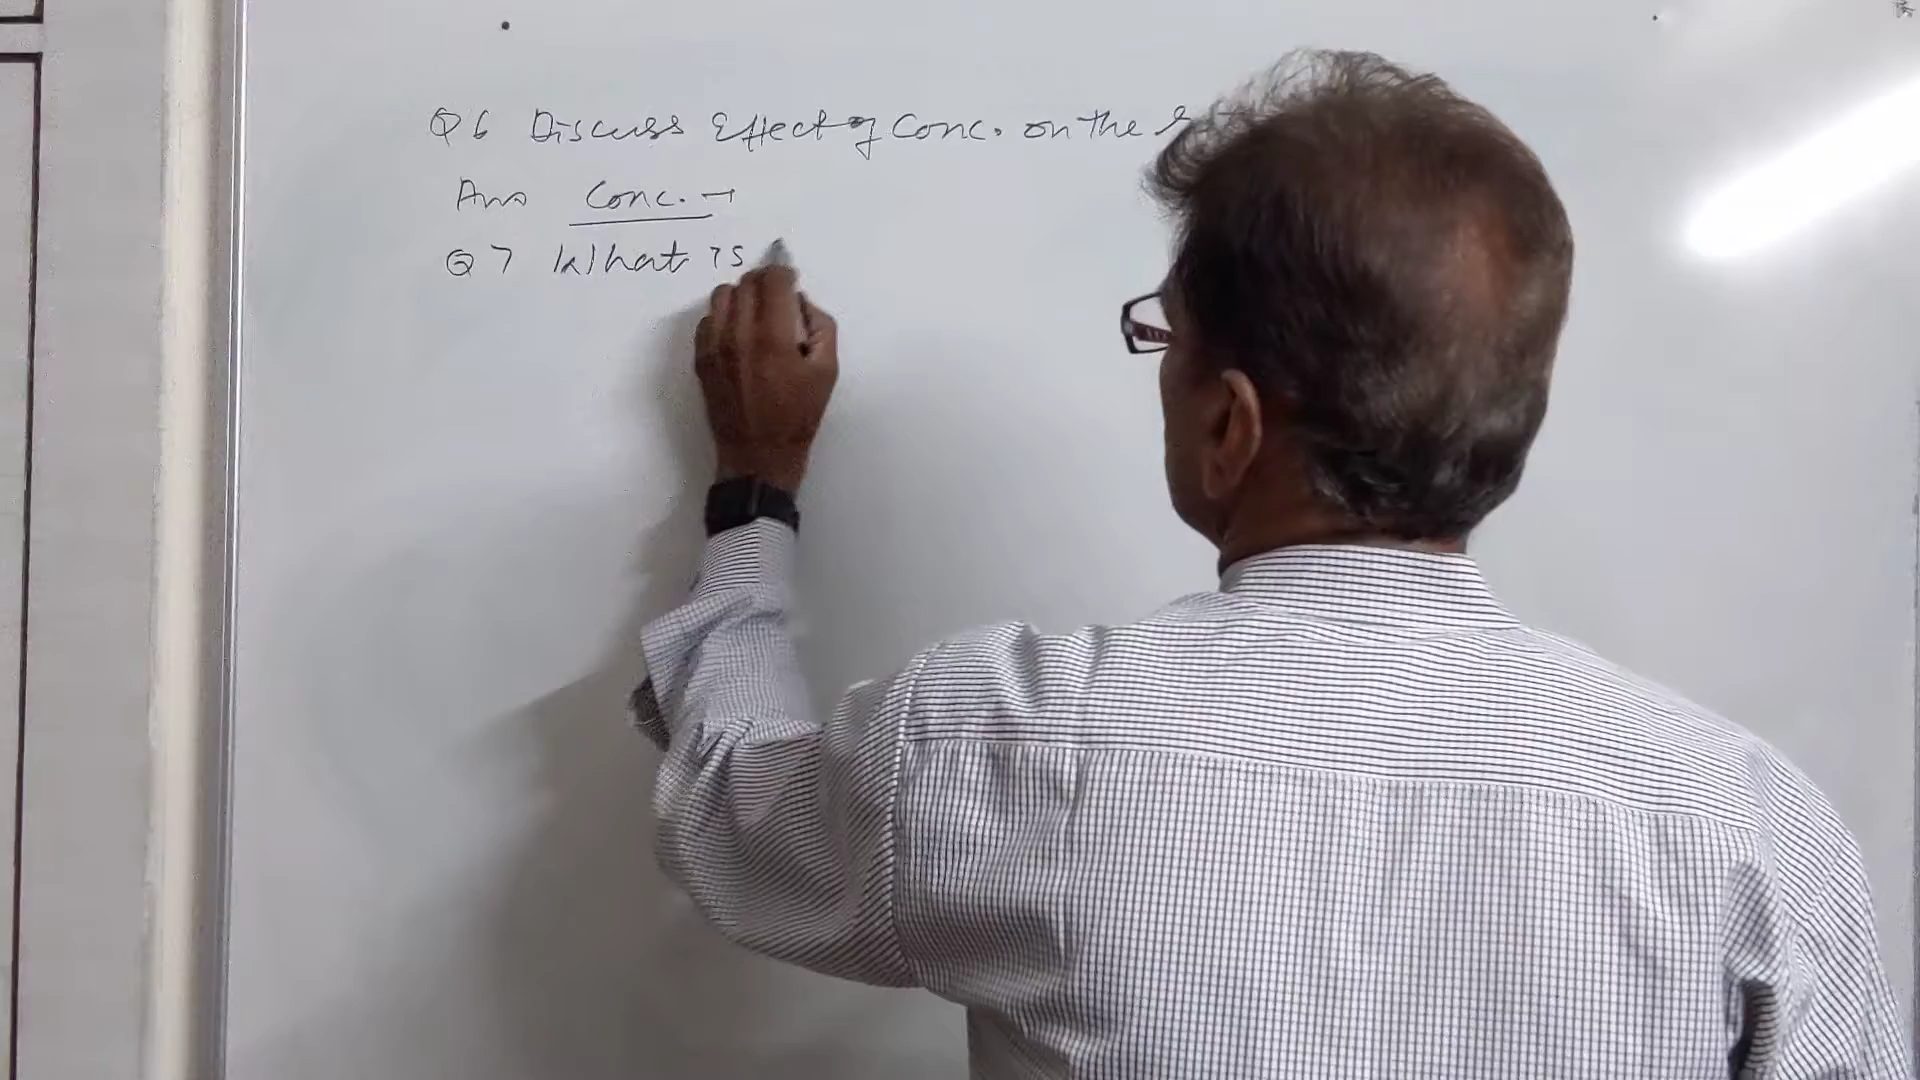 Q6 Discuss Effect of Conc. on the
Ans Conc. →
Q7 What is